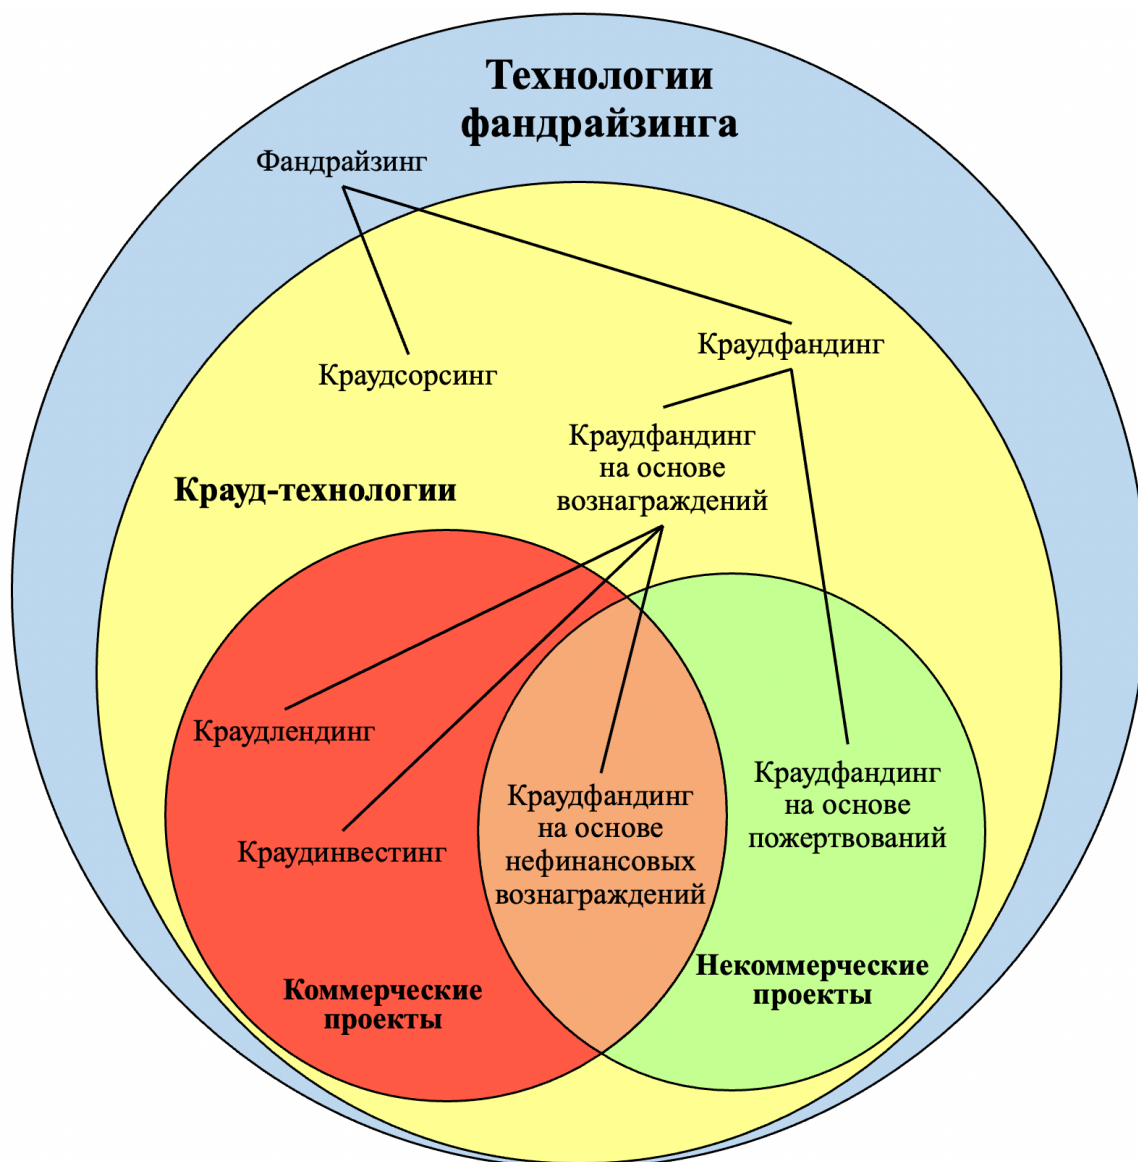 Технологии
фандрайзинга
Фандрайзинг
Краудфандинг
Краудсорсинг
Краудфандинг
на основе
вознаграждений
Крауд-технологии
Краудлендинг
Краудинвестинг
Краудфандинг
на основе
нефинансовых
вознаграждений
Краудфандинг
на основе
пожертвований
Коммерческие
проекты
Некоммерческие
проекты